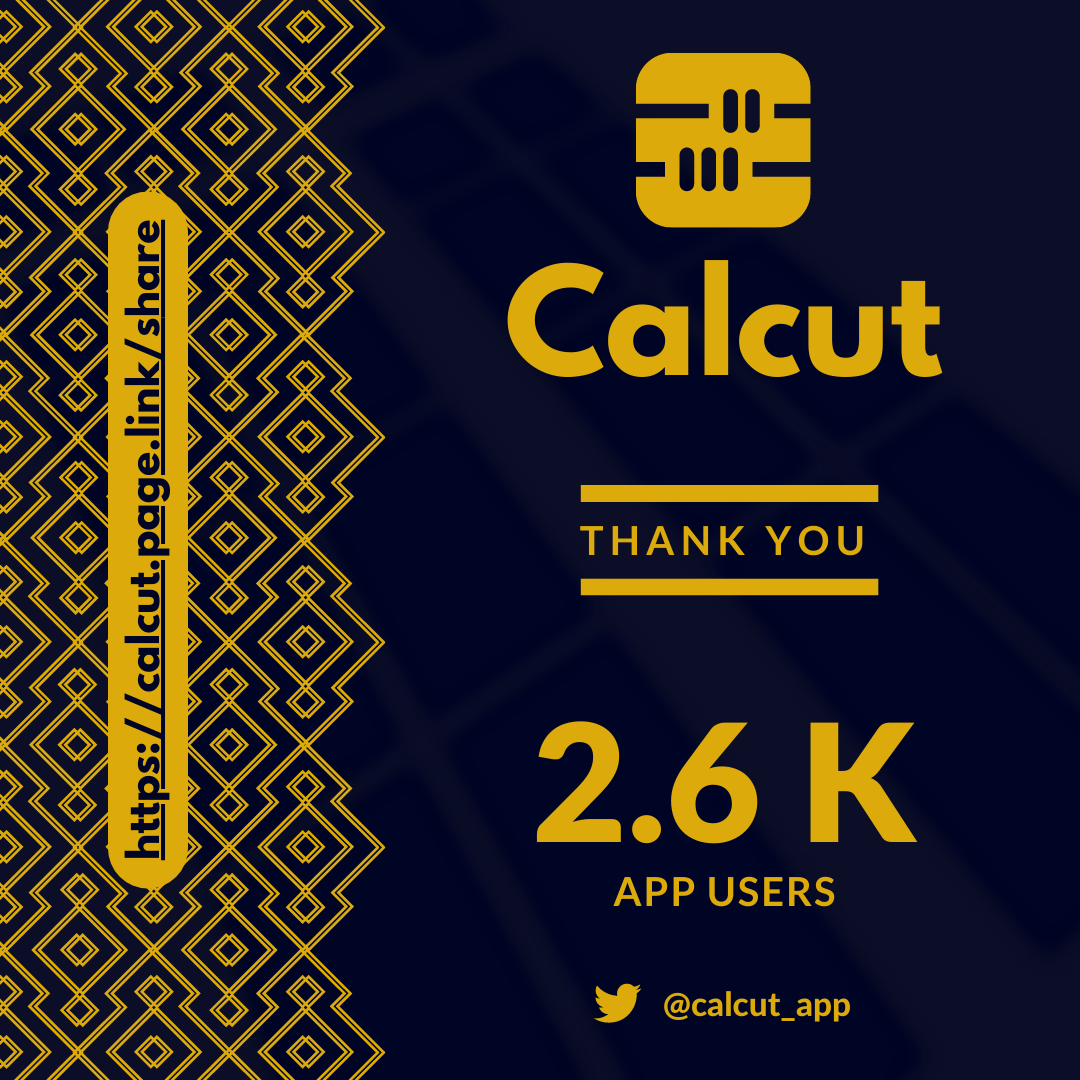 https://calcut.page.link/share
Calcut
THANK YOU
2.6 K
APP USERS
@calcut_app